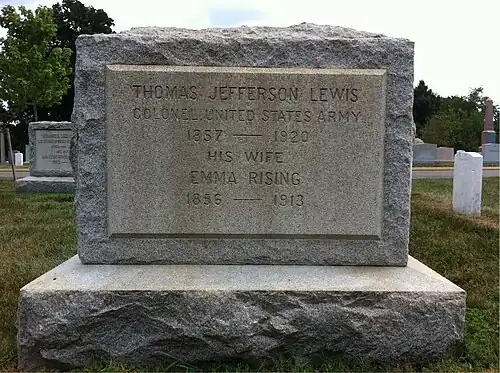 THOMAS JEFFERSON LEWIS
COLONEL, UNITED STATES ARMY
1857 — 1920
HIS WIFE
EMMA RISING
1856 — 1913